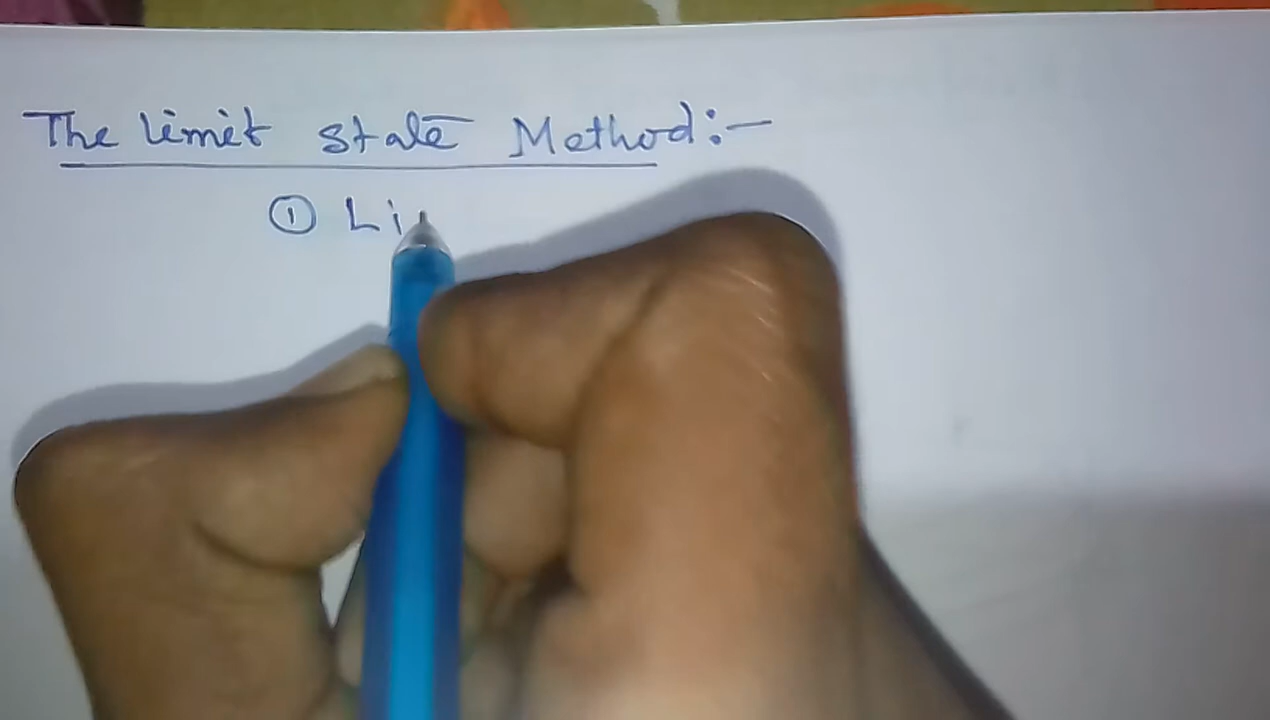 The Limit State Method:-
① Li